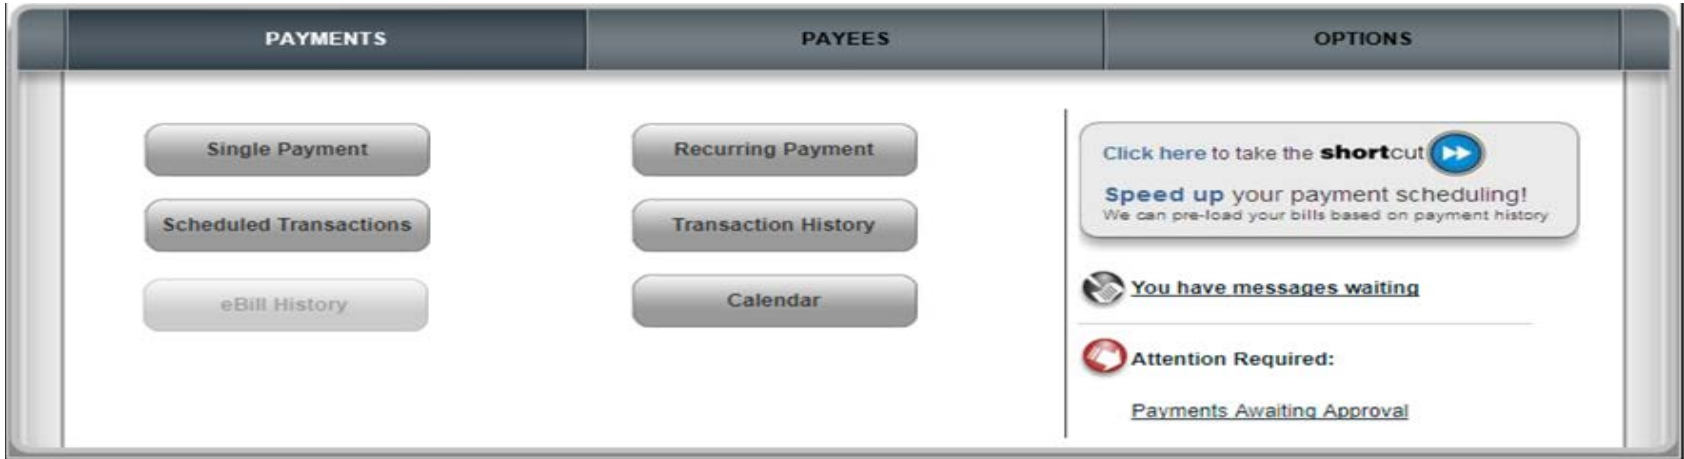 PAYMENTS PAYEES OPTIONS
Single Payment Recurring Payment
Scheduled Transactions Transaction History
eBill History Calendar
Click here to take the shortcut
Speed up your payment scheduling!
We can pre-load your bills based on payment history
You have messages waiting
Attention Required:
Payments Awaiting Approval